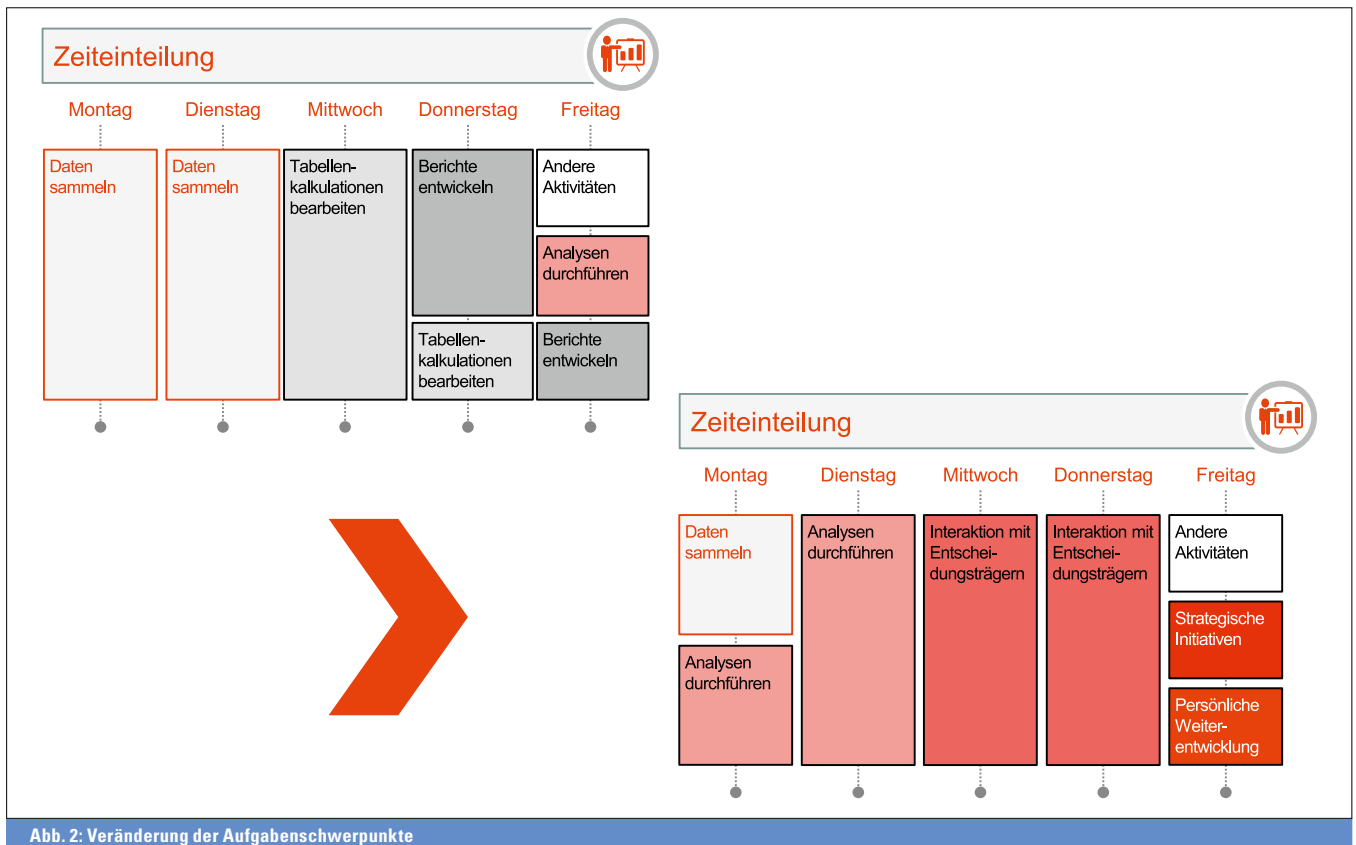 Zeiteinteilung
Montag Dienstag Mittwoch Donnerstag Freitag
Daten
sammeln
Daten
sammeln
Tabellen-
kalkulationen
bearbeiten
Berichte
entwickeln
Tabellen-
kalkulationen
bearbeiten
Andere
Aktivitäten
Analysen
durchführen
Berichte
entwickeln
Zeiteinteilung
Montag Dienstag Mittwoch Donnerstag Freitag
Daten
sammeln
Analysen
durchführen
Analysen
durchführen
Interaktion mit
Entschei-
dungsträgern
Interaktion mit
Entschei-
dungsträgern
Andere
Aktivitäten
Strategische
Initiativen
Persönliche
Weiter-
entwicklung
Abb. 2: Veränderung der Aufgabenschwerpunkte